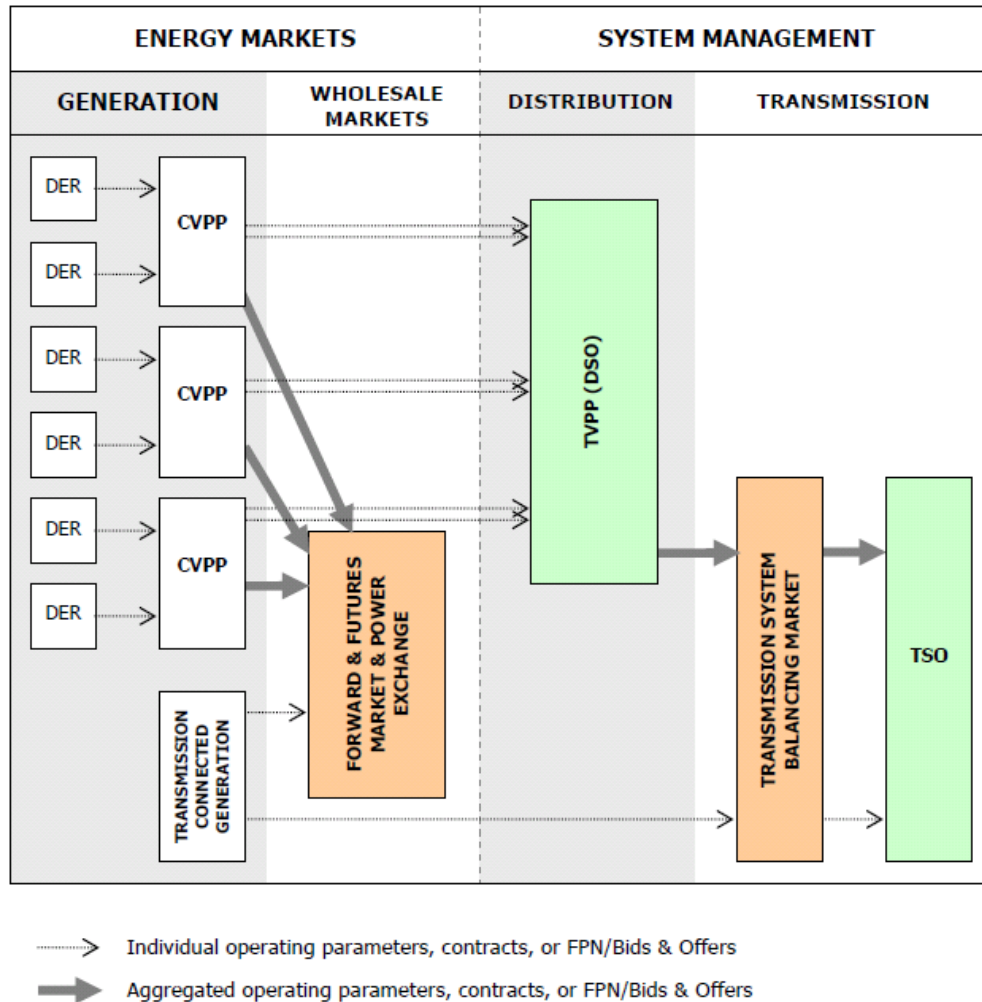 ENERGY MARKETS
SYSTEM MANAGEMENT
GENERATION
WHOLESALE
MARKETS
DISTRIBUTION
TRANSMISSION
DER
CVPP
DER
DER
CVPP
DER
DER
CVPP
DER
TRANSMISSION
CONNECTED
GENERATION
FORWARD & FUTURES
MARKET & POWER
EXCHANGE
TVPP (DSO)
TRANSMISSION SYSTEM
BALANCING MARKET
TSO
Individual operating parameters, contracts, or FPN/Bids & Offers
Aggregated operating parameters, contracts, or FPN/Bids & Offers